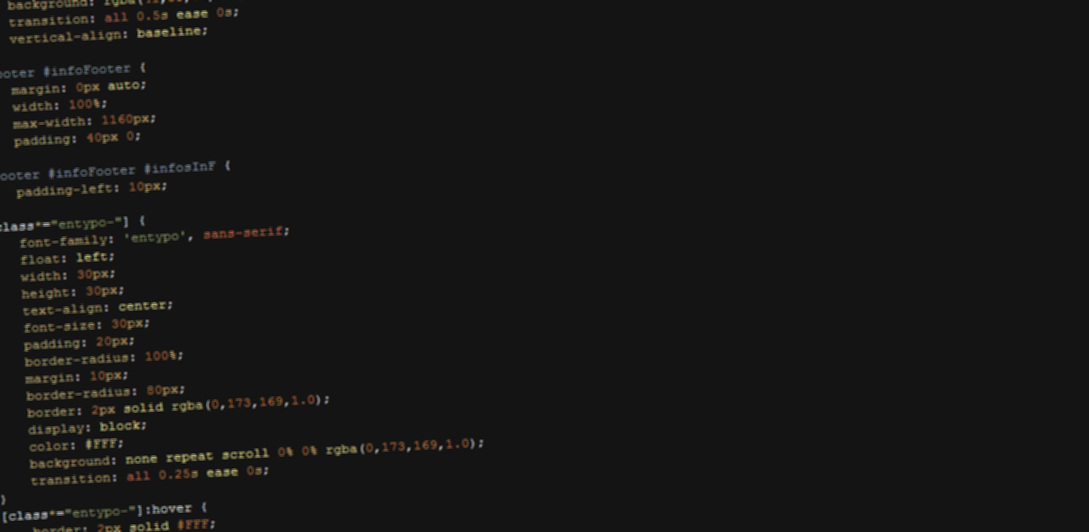 background: rgba(
transition: all 0.5s ease 0s;
vertical-align: baseline;
ooter #infoFooter {
margin: 0px auto;
width: 100%;
max-width: 1160px;
padding: 40px 0;
ooter #infoFooter #infosInF {
padding-left: 10px;
class*="entypo-"] {
font-family: 'entypo', sans-serif;
float: left;
width: 30px;
height: 30px;
text-align: center;
font-size: 30px;
padding: 20px;
border-radius: 100%;
margin: 10px;
border-radius: 80px;
border: 2px solid rgba(0,173,169,1.0);
display: block;
color: #FFF;
background: none repeat scroll 0% 0% rgba(0,173,169,1.0);
transition: all 0.25s ease 0s;
}
[class*="entypo-"]:hover {
border: 2px solid #FFF;